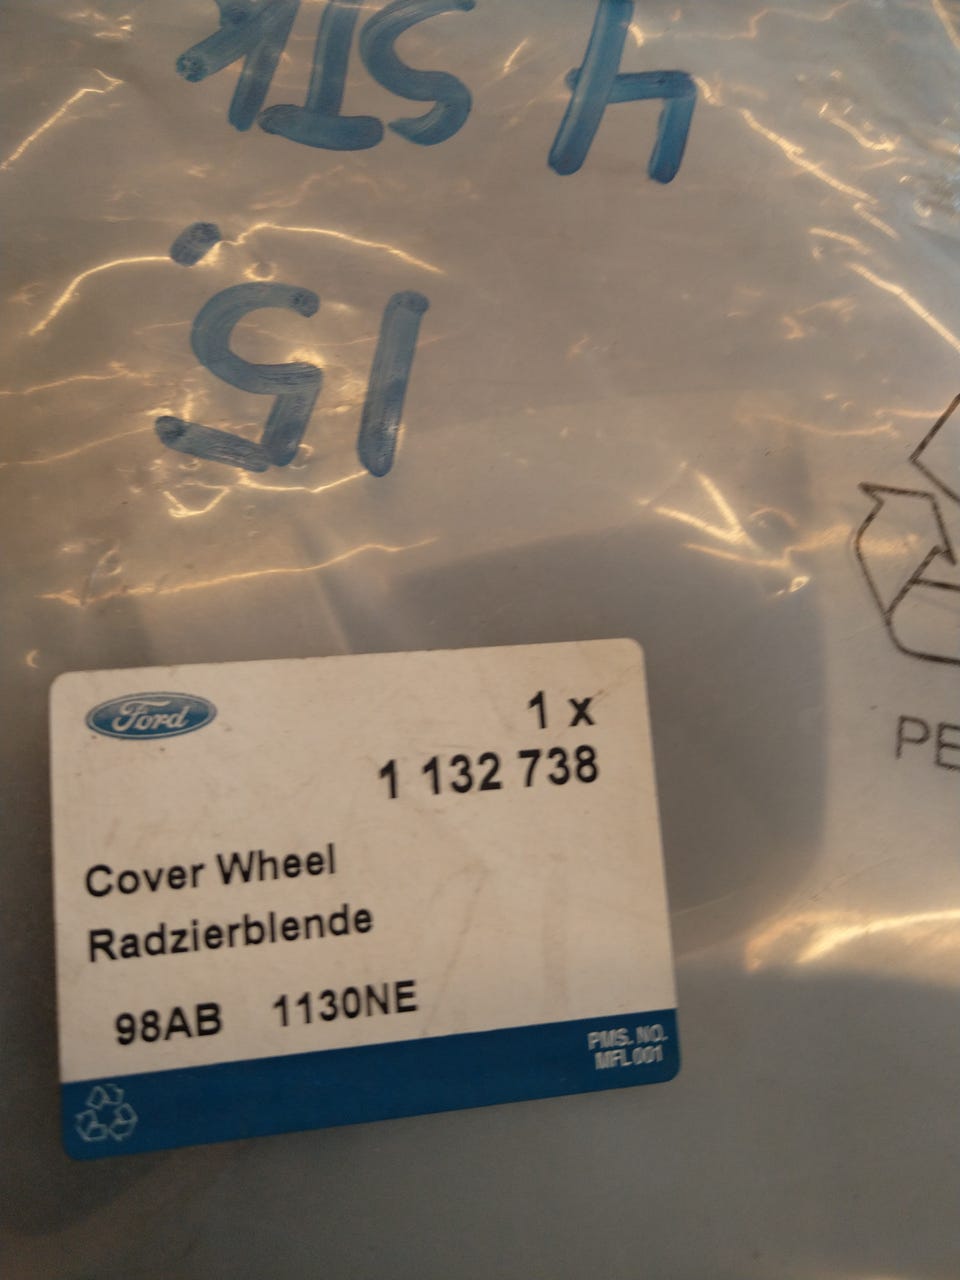 4 STK
15.
PE
Ford
1 x
1 132 738
Cover Wheel
Radzierblende
98AB 1130NE
PMS. NO.
MFL 001